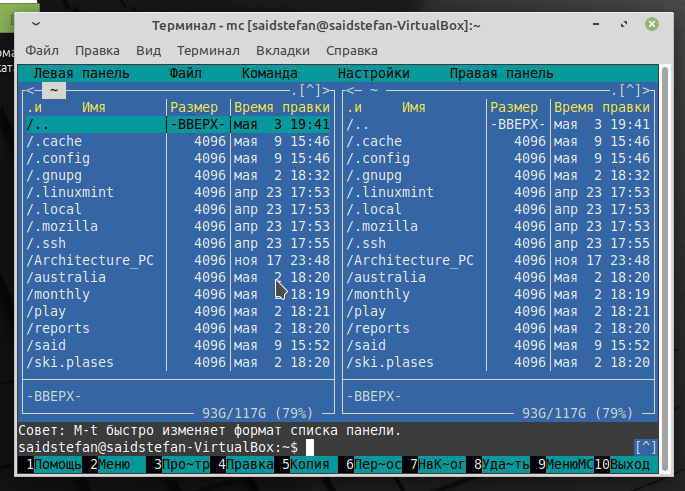 Терминал - mc [saidstefan@saidstefan-VirtualBox]:~
Файл Правка Вид Терминал Вкладки Справка
Левая панель Файл Команда Настройки Правая панель
<─ ~ ─.[^]> <─ ~ ─.[^]>
.и Имя Размер Время правки .и Имя Размер Время правки
/.. -ВВЕРХ- мая 3 19:41 /.. -ВВЕРХ- мая 3 19:41
/.cache 4096 мая 9 15:46 /.cache 4096 мая 9 15:46
/.config 4096 мая 9 15:46 /.config 4096 мая 9 15:46
/.gnupg 4096 мая 2 18:32 /.gnupg 4096 мая 2 18:32
/.linuxmint 4096 апр 23 17:53 /.linuxmint 4096 апр 23 17:53
/.local 4096 апр 23 17:53 /.local 4096 апр 23 17:53
/.mozilla 4096 апр 23 17:53 /.mozilla 4096 апр 23 17:53
/.ssh 4096 апр 23 17:55 /.ssh 4096 апр 23 17:55
/Architecture_PC 4096 ноя 17 23:48 /Architecture_PC 4096 ноя 17 23:48
/australia 4096 мая 2 18:20 /australia 4096 мая 2 18:20
/monthly 4096 мая 18:19 /monthly 4096 мая 2 18:19
/play 4096 мая 2 18:21 /play 4096 мая 2 18:21
/reports 4096 мая 2 18:20 /reports 4096 мая 2 18:20
/said 4096 мая 9 15:52 /said 4096 мая 9 15:52
/ski.plases 4096 мая 2 18:20 /ski.plases 4096 мая 2 18:20
-ВВЕРХ- -ВВЕРХ-
93G/117G (79%) 93G/117G (79%)
Совет: M-t быстро изменяет формат списка панели.
saidstefan@saidstefan-VirtualBox:~$ [^]
1Помощь 2Меню 3Про~тр 4Правка 5Копия 6Пер~ос 7НвК~ог 8Уда~ть 9МенюMC 10Выход